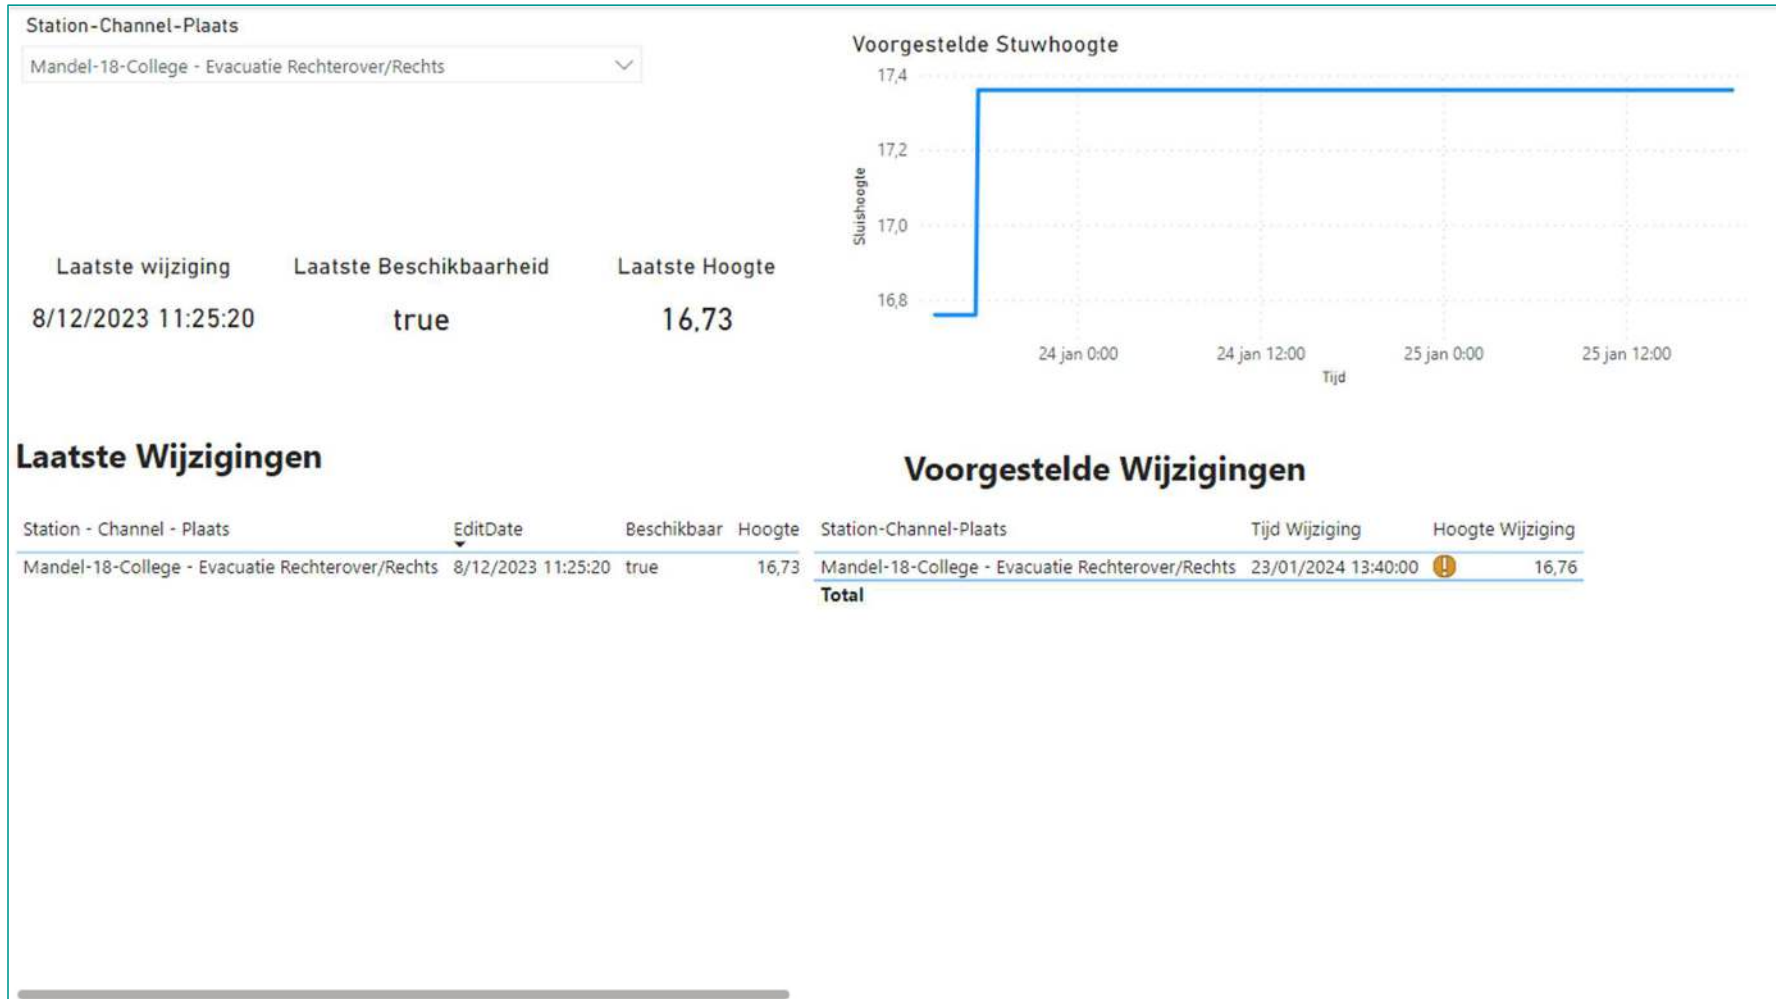 Station-Channel-Plaats
Mandel-18-College - Evacuatie Rechterover/Rechts
Laatste wijziging
8/12/2023 11:25:20
Laatste Beschikbaarheid
true
Laatste Hoogte
16,73
Voorgestelde Stuwhoogte
17,4
17,2
17,0
16,8
Sluishoogte
24 jan 0:00 24 jan 12:00 25 jan 0:00 25 jan 12:00
Tijd
Laatste Wijzigingen
Station - Channel - Plaats EditDate Beschikbaar Hoogte
Mandel-18-College - Evacuatie Rechterover/Rechts 8/12/2023 11:25:20 true 16,73
Voorgestelde Wijzigingen
Station-Channel-Plaats Tijd Wijziging Hoogte Wijziging
Mandel-18-College - Evacuatie Rechterover/Rechts 23/01/2024 13:40:00 16,76
Total